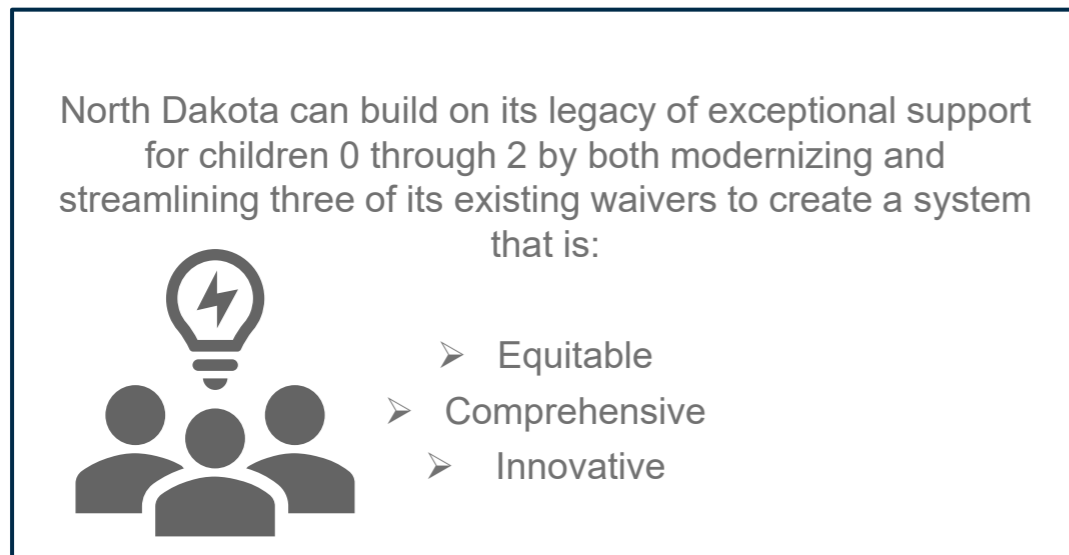 North Dakota can build on its legacy of exceptional support
for children 0 through 2 by both modernizing and
streamlining three of its existing waivers to create a system
that is:
➢ Equitable
➢ Comprehensive
➢ Innovative